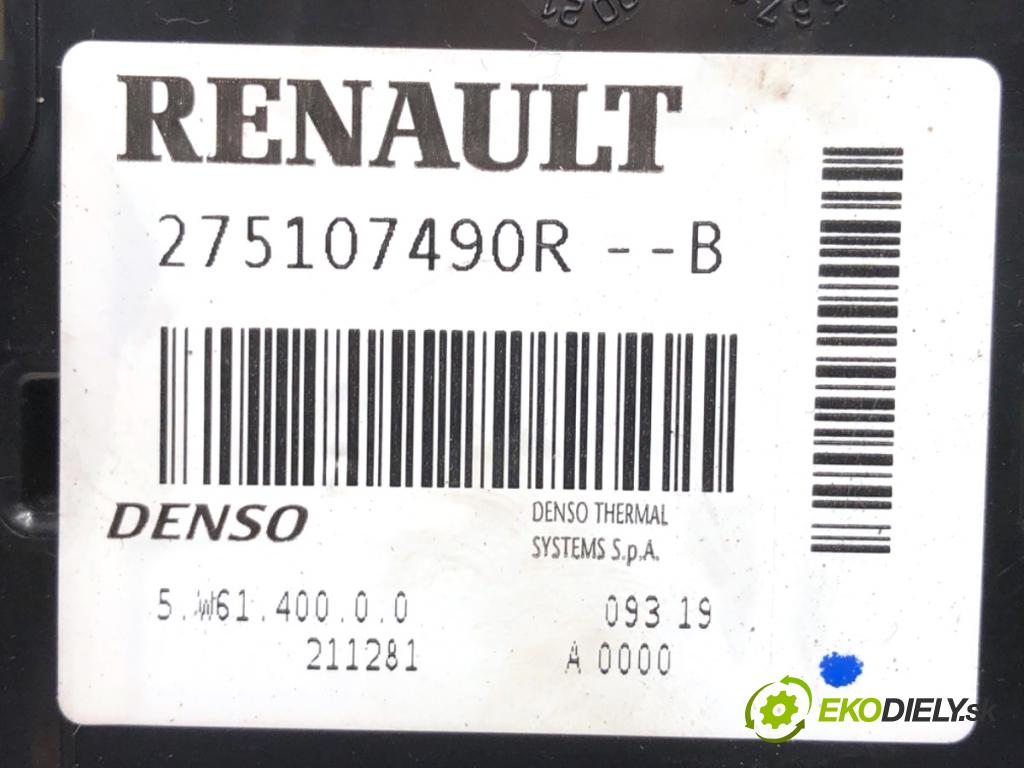 RENAULT
275107490R --B
DENSO
DENSO THERMAL
SYSTEMS S.p.A.
5.W61.400.0.0
093 19
211281
A 0000
EKODIELY.sk